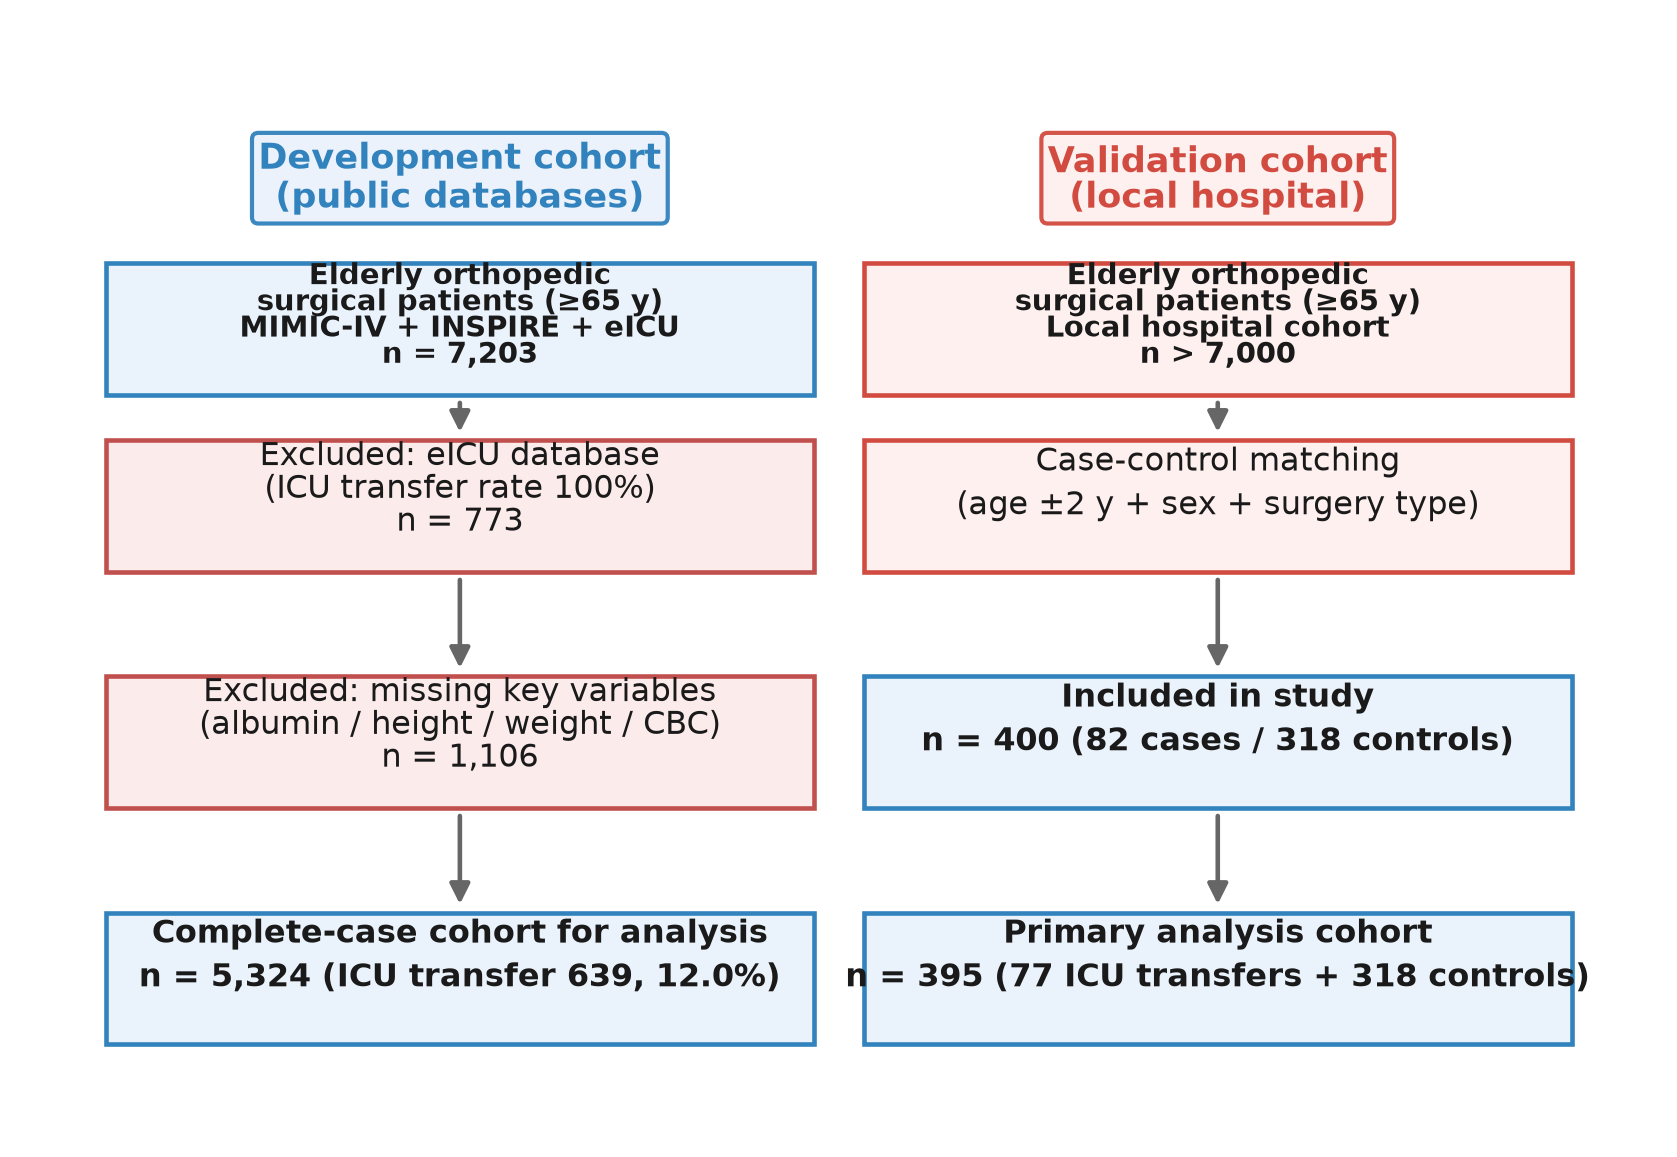 Development cohort
(public databases)
Elderly orthopedic
surgical patients (≥65 y)
MIMIC-IV + INSPIRE + eICU
n = 7,203
Excluded: eICU database
(ICU transfer rate 100%)
n = 773
Excluded: missing key variables
(albumin / height / weight / CBC)
n = 1,106
Complete-case cohort for analysis
n = 5,324 (ICU transfer 639, 12.0%)
Validation cohort
(local hospital)
Elderly orthopedic
surgical patients (≥65 y)
Local hospital cohort
n > 7,000
Case-control matching
(age ±2 y + sex + surgery type)
Included in study
n = 400 (82 cases / 318 controls)
Primary analysis cohort
n = 395 (77 ICU transfers + 318 controls)